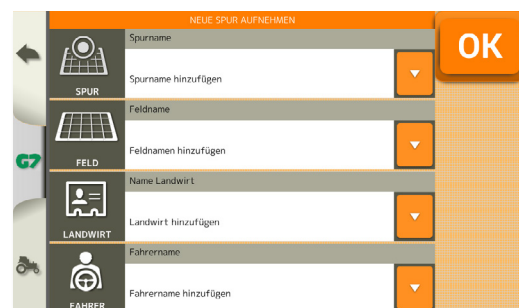 NEUE SPUR AUFNEHMEN
OK
Spurname
Spurname hinzufügen
SPUR
Feldname
Feldnamen hinzufügen
FELD
G7
Name Landwirt
Landwirt hinzufügen
LANDWIRT
Fahrername
Fahrername hinzufügen
FAHRER